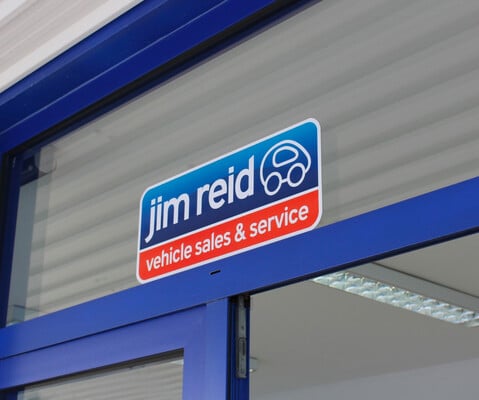 jim reid
vehicle sales & service